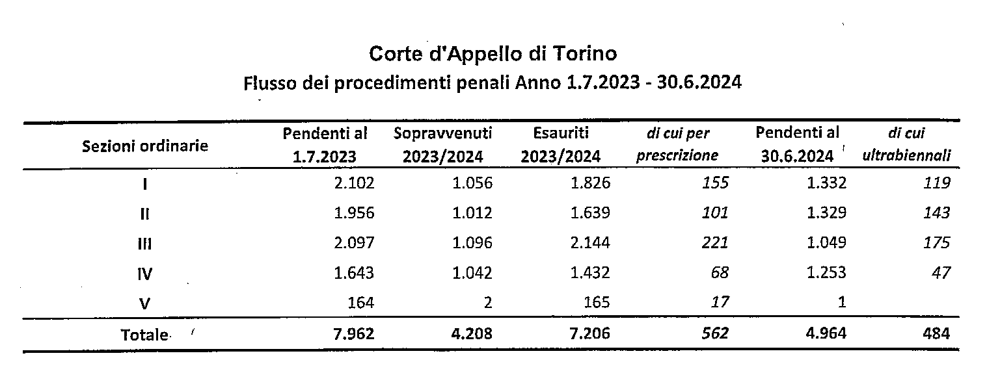 Corte d'Appello di Torino
Flusso dei procedimenti penali Anno 1.7.2023 - 30.6.2024
Sezioni ordinarie Pendenti al 1.7.2023 Sopravvenuti 2023/2024 Esauriti 2023/2024 di cui per prescrizione Pendenti al 30.6.2024 di cui ultrabiennali
I 2.102 1.056 1.826 155 1.332 119
II 1.956 1.012 1.639 101 1.329 143
III 2.097 1.096 2.144 221 1.049 175
IV 1.643 1.042 1.432 68 1.253 47
V 164 2 165 17 1
Totale 7.962 4.208 7.206 562 4.964 484